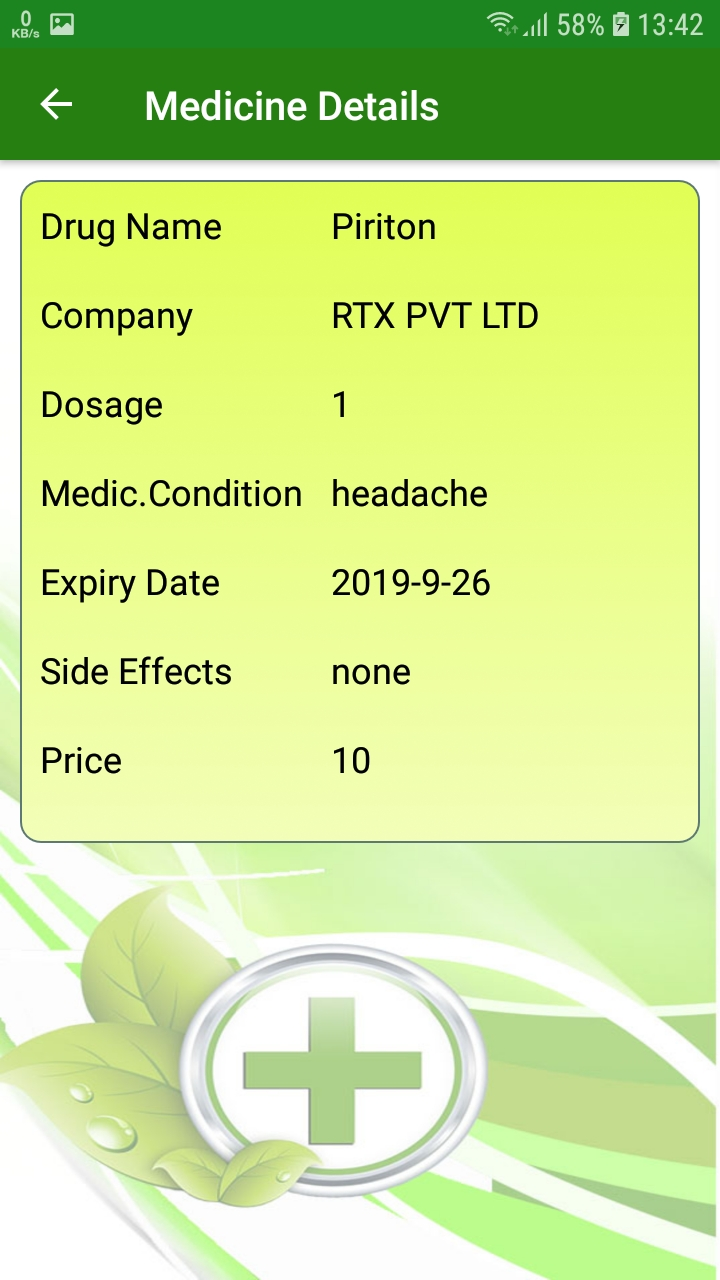 0
KB/s 58% 13:42
Medicine Details
Drug Name Piriton
Company RTX PVT LTD
Dosage 1
Medic.Condition headache
Expiry Date 2019-9-26
Side Effects none
Price 10